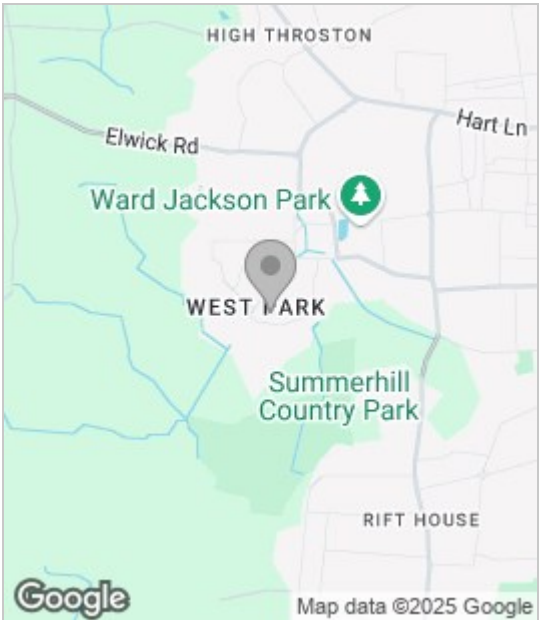 HIGH THROSTON
Hart Ln
Elwick Rd
Ward Jackson Park
WEST PARK
Summerhill
Country Park
RIFT HOUSE
Google
Map data ©2025 Google